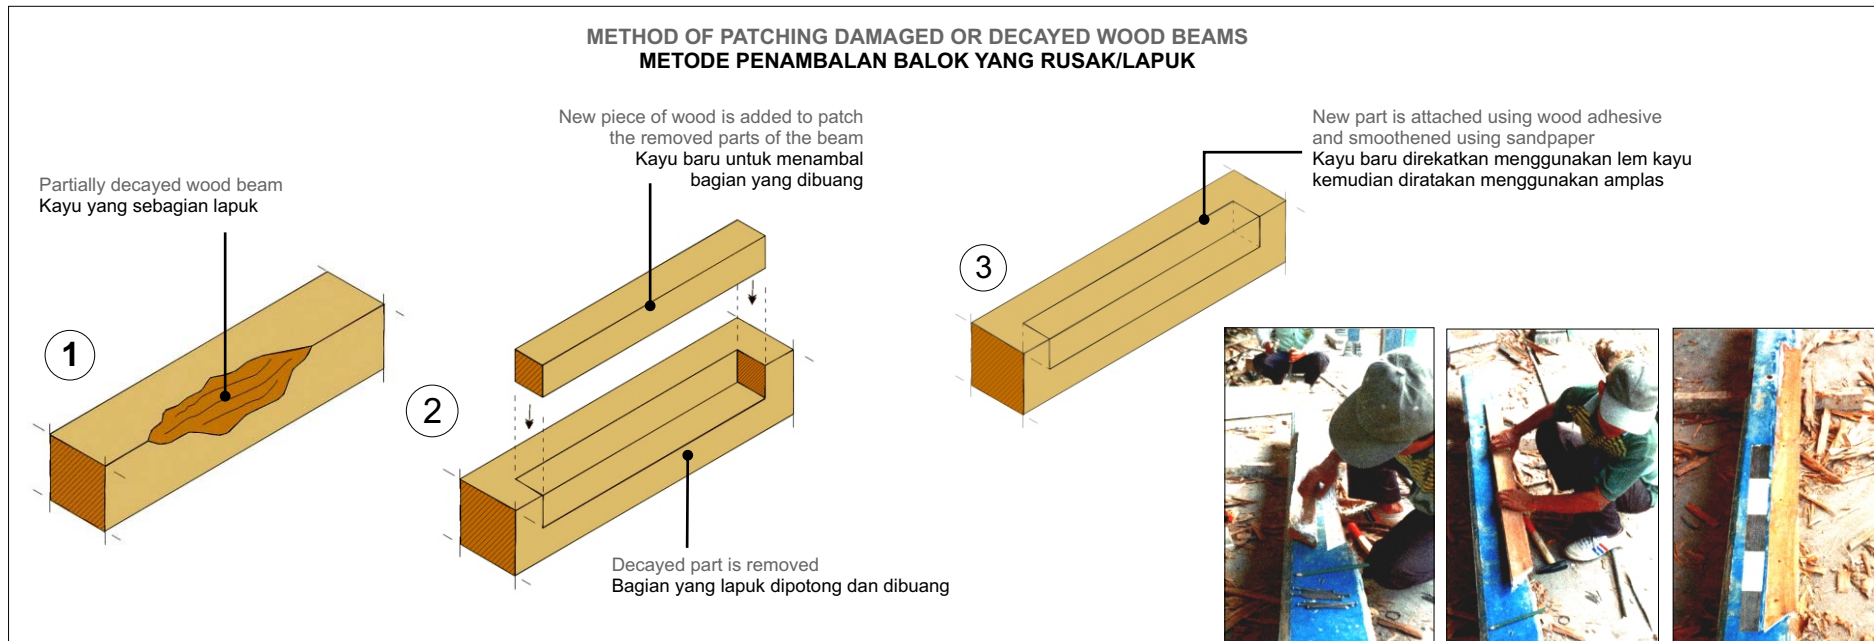 METHOD OF PATCHING DAMAGED OR DECAYED WOOD BEAMS
METODE PENAMBALAN BALOK YANG RUSAK/LAPUK
Partially decayed wood beam
Kayu yang sebagian lapuk
1
New piece of wood is added to patch
the removed parts of the beam
Kayu baru untuk menambal
bagian yang dibuang
2
Decayed part is removed
Bagian yang lapuk dipotong dan dibuang
New part is attached using wood adhesive
and smoothened using sandpaper
Kayu baru direkatkan menggunakan lem kayu
kemudian diratakan menggunakan amplas
3